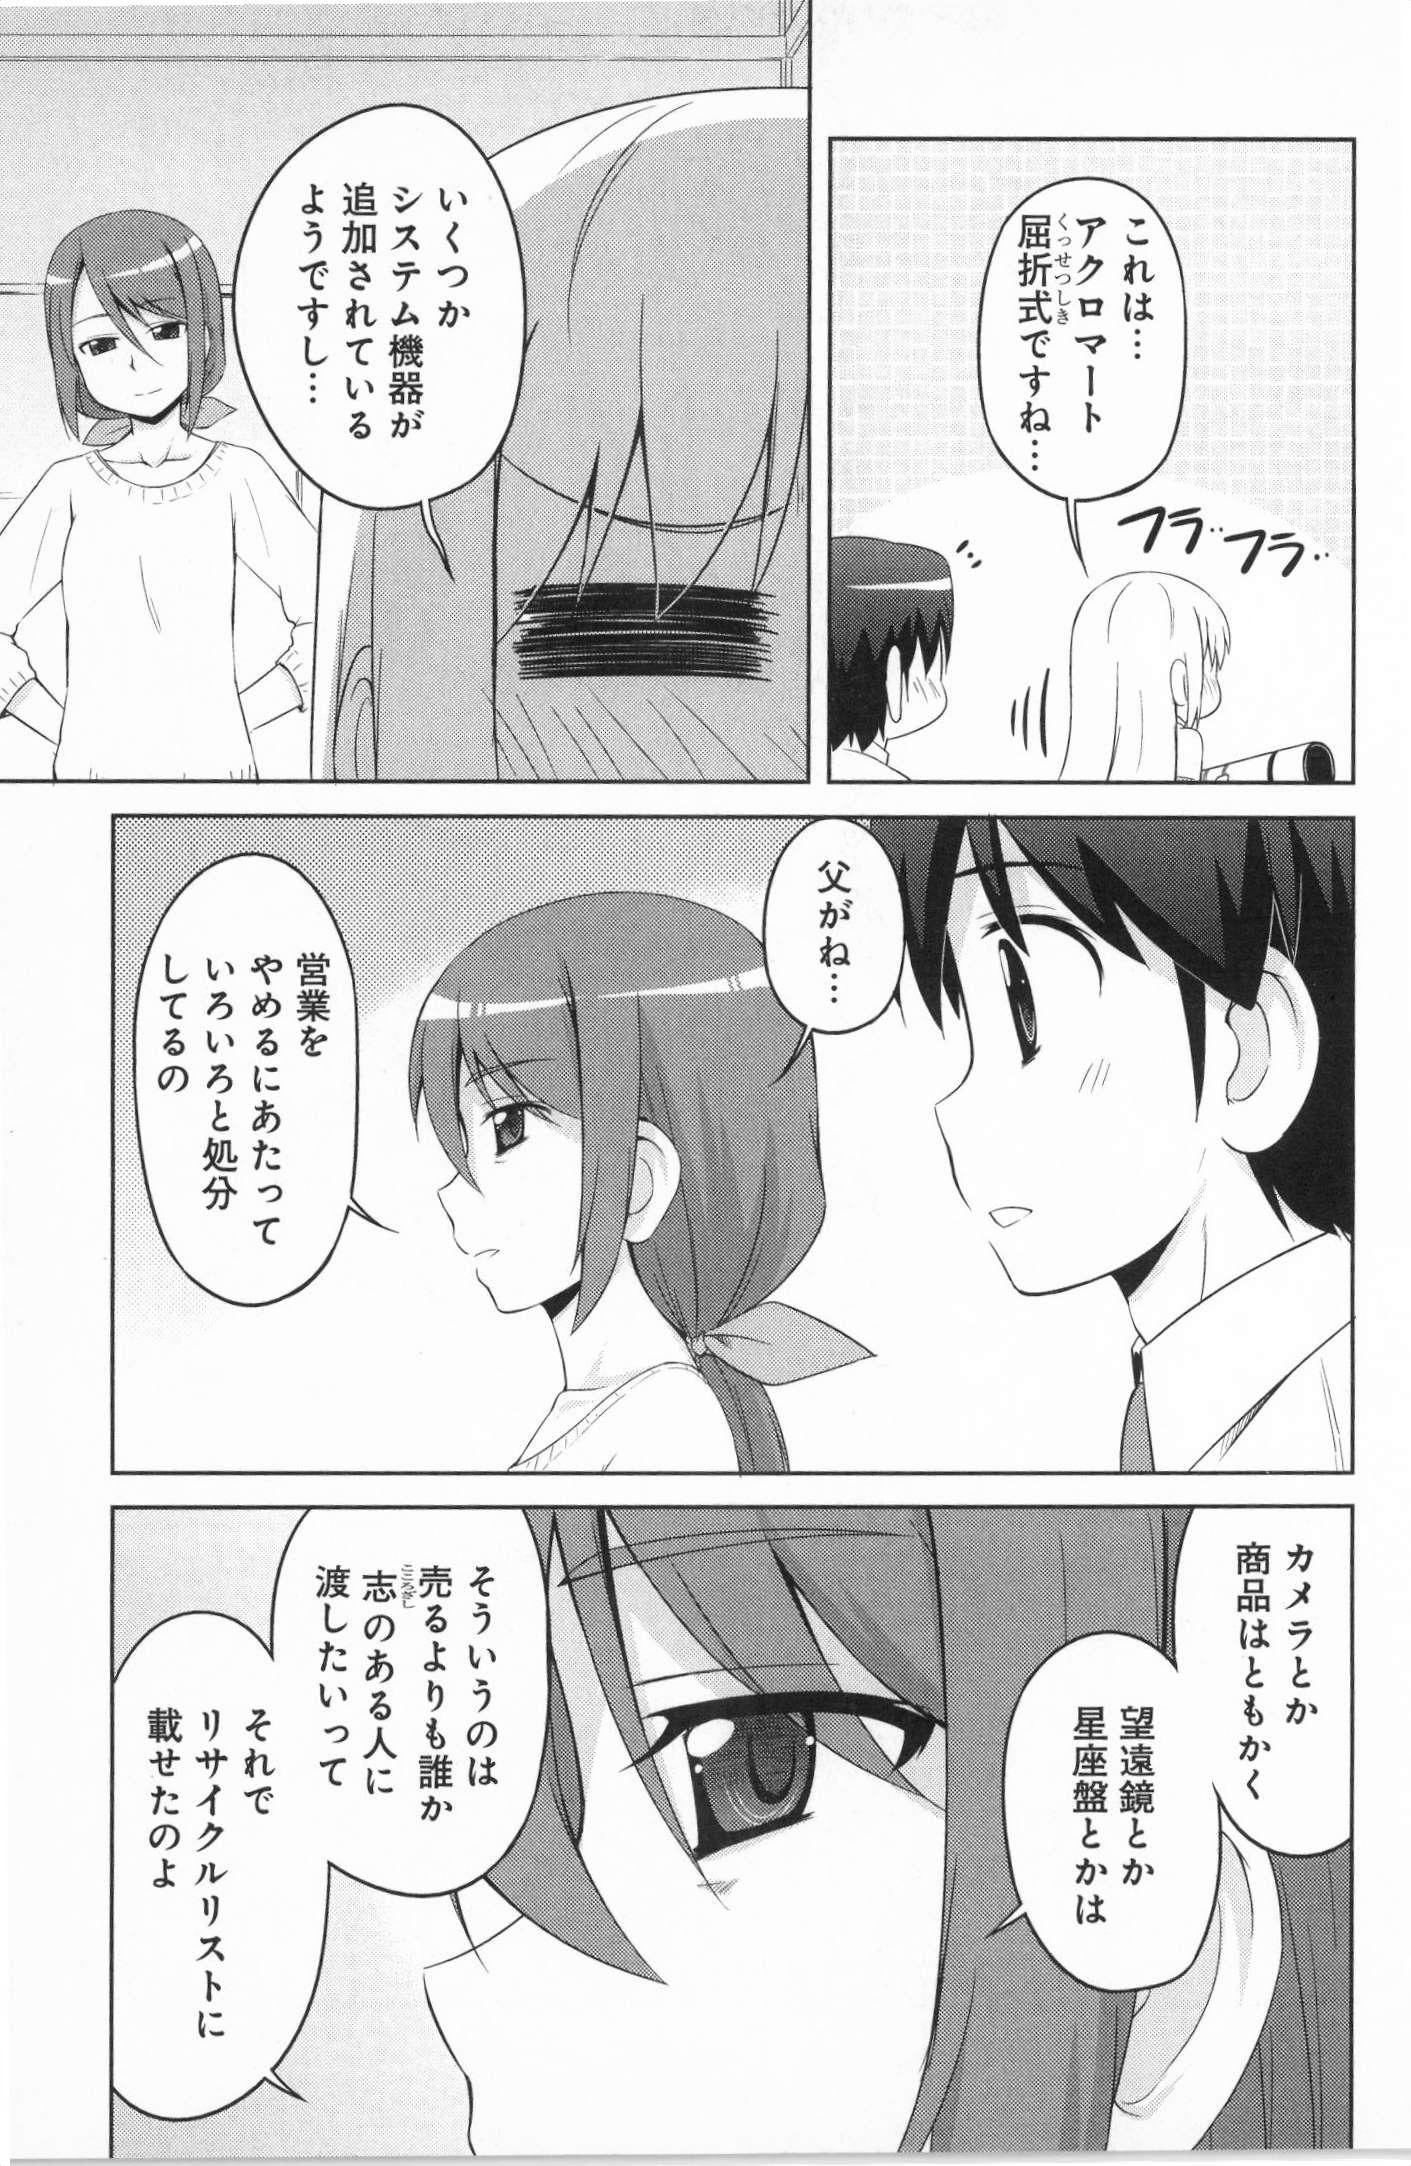 これは…
アクロマート
屈折式ですね…
くっせつしき
フラ
フラ
いくつか
システム機器が
追加されている
ようですし…
父がね…
営業を
やめるにあたって
いろいろと処分
してるの
カメラとか
商品はともかく
望遠鏡とか
星座盤とかは
そういうのは
売るよりも誰か
志のある人に
こころざし
渡したいって
それで
リサイクルリストに
載せたのよ